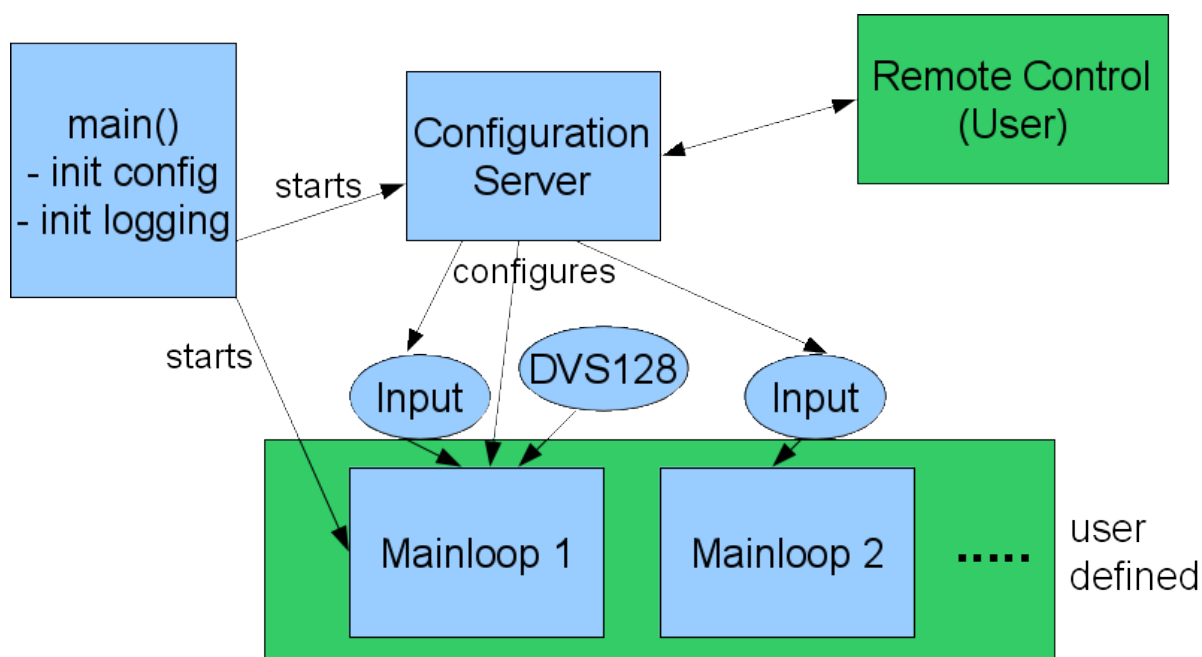 main()
- init config
- init logging
starts
Configuration
Server
Remote Control
(User)
configures
starts
Input
DVS128
Input
Mainloop 1
Mainloop 2
.....
user
defined